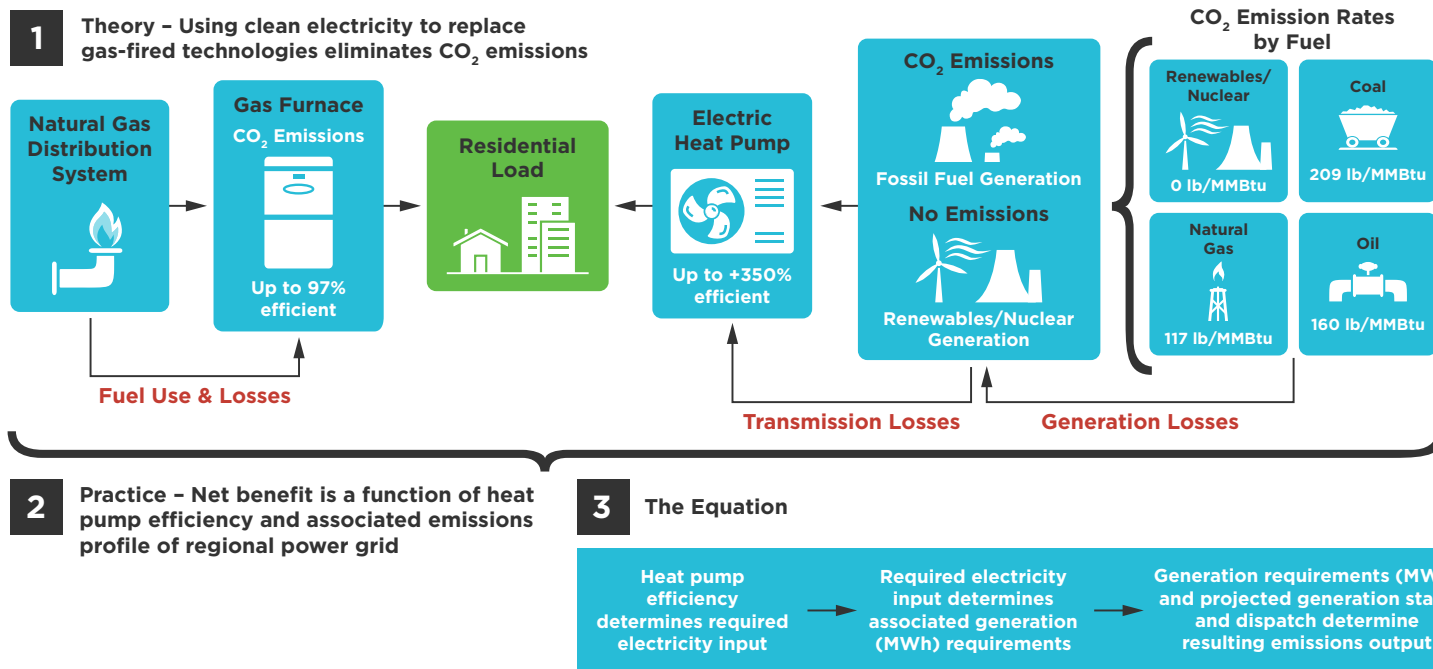 1
Theory – Using clean electricity to replace
gas-fired technologies eliminates CO₂ emissions
Natural Gas
Distribution
System
Gas Furnace
CO₂ Emissions
Up to 97%
efficient
Fuel Use & Losses
Residential
Load
Electric
Heat Pump
Up to +350%
efficient
CO₂ Emissions
Fossil Fuel Generation
No Emissions
Renewables/Nuclear
Generation
Transmission Losses
Generation Losses
CO₂ Emission Rates
by Fuel
Renewables/
Nuclear
0 lb/MMBtu
Coal
209 lb/MMBtu
Natural
Gas
117 lb/MMBtu
Oil
160 lb/MMBtu
2
Practice – Net benefit is a function of heat
pump efficiency and associated emissions
profile of regional power grid
3
The Equation
Heat pump
efficiency
determines required
electricity input
Required electricity
input determines
associated generation
(MWh) requirements
Generation requirements
and projected generation
and dispatch determine
resulting emissions output